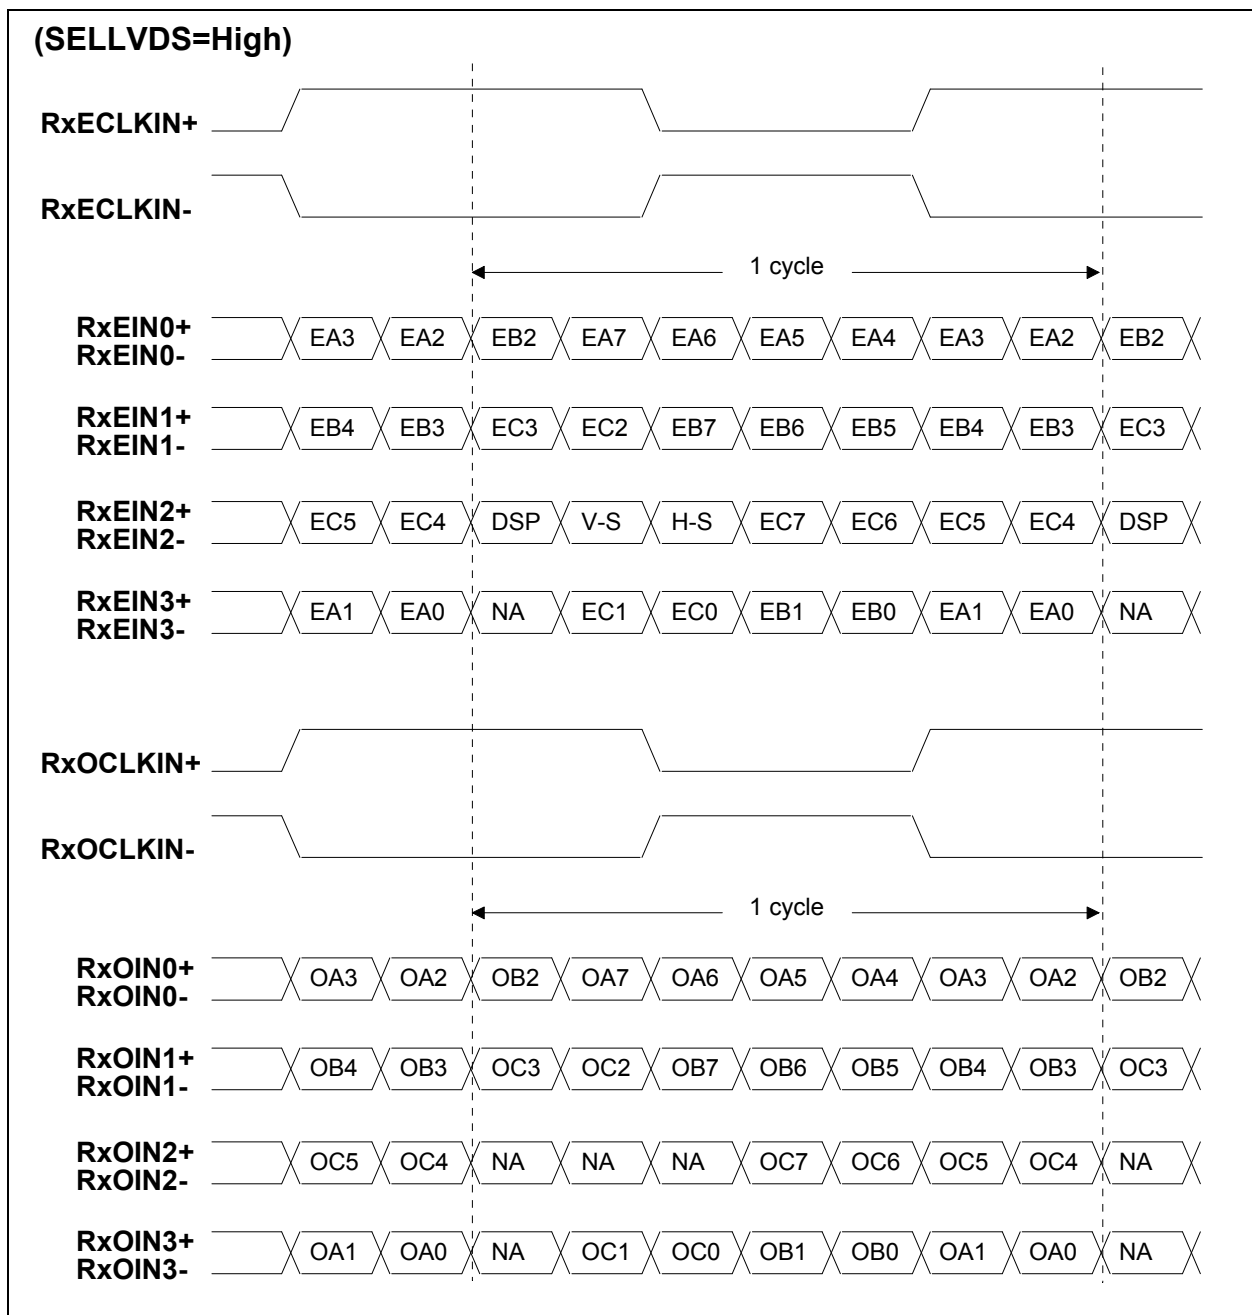 (SELLVDS=High)
RxECLKIN+
RxECLKIN-
1 cycle
RxEIN0+
RxEIN0-
EA3 EA2 EB2 EA7 EA6 EA5 EA4 EA3 EA2 EB2
RxEIN1+
RxEIN1-
EB4 EB3 EC3 EC2 EB7 EB6 EB5 EB4 EB3 EC3
RxEIN2+
RxEIN2-
EC5 EC4 DSP V-S H-S EC7 EC6 EC5 EC4 DSP
RxEIN3+
RxEIN3-
EA1 EA0 NA EC1 EC0 EB1 EB0 EA1 EA0 NA
RxOCLKIN+
RxOCLKIN-
1 cycle
RxOIN0+
RxOIN0-
OA3 OA2 OB2 OA7 OA6 OA5 OA4 OA3 OA2 OB2
RxOIN1+
RxOIN1-
OB4 OB3 OC3 OC2 OB7 OB6 OB5 OB4 OB3 OC3
RxOIN2+
RxOIN2-
OC5 OC4 NA NA NA OC7 OC6 OC5 OC4 NA
RxOIN3+
RxOIN3-
OA1 OA0 NA OC1 OC0 OB1 OB0 OA1 OA0 NA